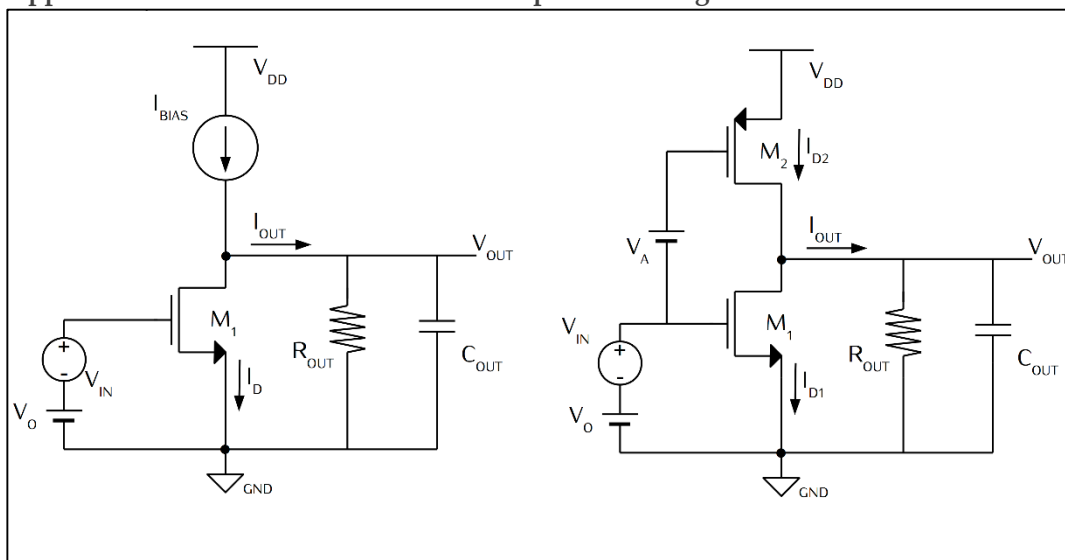 V_DD
I_BIAS
I_OUT
V_OUT
M_1
V_IN
R_OUT
C_OUT
I_D
V_O
GND
V_DD
M_2
I_D2
V_A
I_OUT
V_OUT
V_IN
M_1
R_OUT
C_OUT
I_D1
V_O
GND